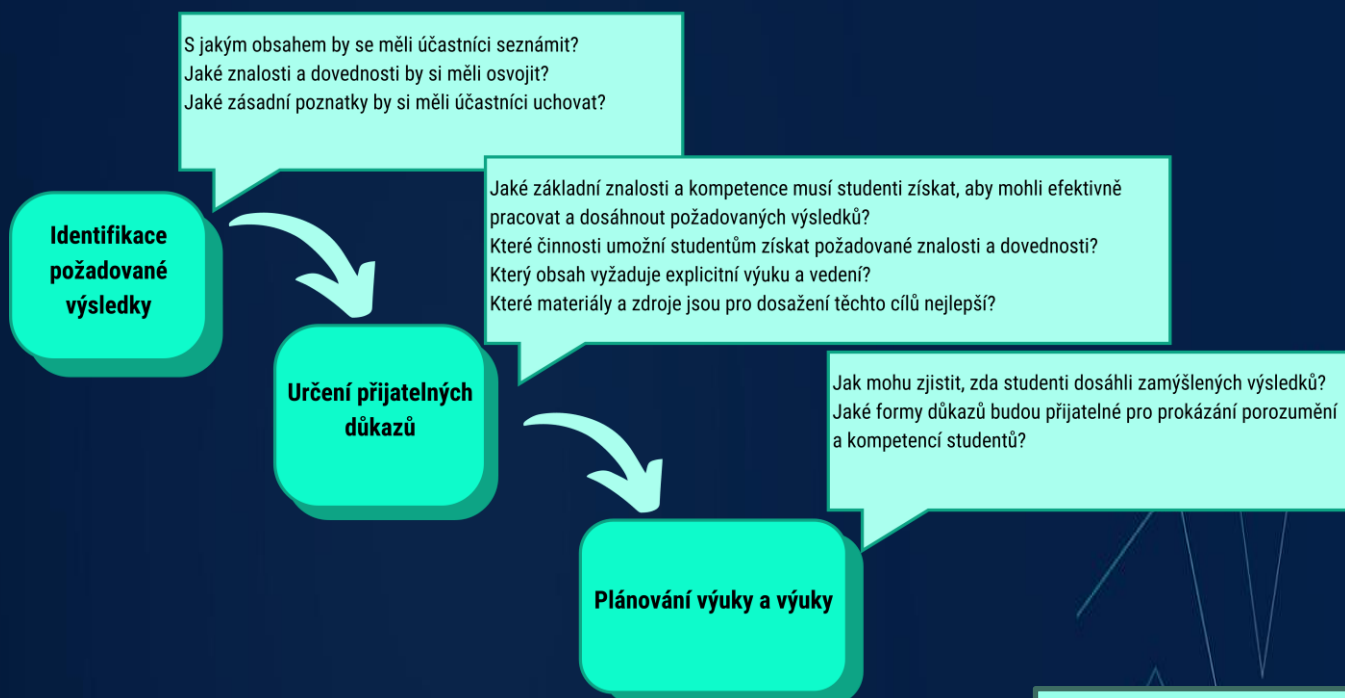 S jakým obsahem by se měli účastníci seznámit?
Jaké znalosti a dovednosti by si měli osvojit?
Jaké zásadní poznatky by si měli účastníci uchovat?
Identifikace
požadované
výsledky
Jaké základní znalosti a kompetence musí studenti získat, aby mohli efektivně
pracovat a dosáhnout požadovaných výsledků?
Které činnosti umožní studentům získat požadované znalosti a dovednosti?
Který obsah vyžaduje explicitní výuku a vedení?
Které materiály a zdroje jsou pro dosažení těchto cílů nejlepší?
Určení přijatelných
důkazů
Jak mohu zjistit, zda studenti dosáhli zamýšlených výsledků?
Jaké formy důkazů budou přijatelné pro prokázání porozumění
a kompetencí studentů?
Plánování výuky a výuky